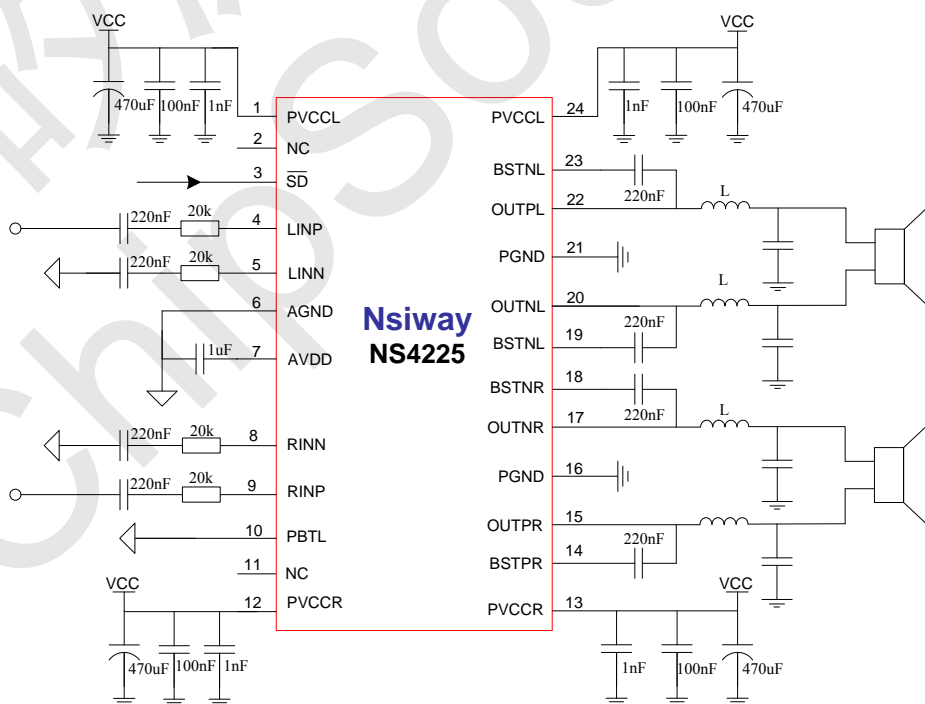 VCC
470uF 100nF 1nF
1 PVCCL
2 NC
3 SD
220nF 20k 4 LINP
220nF 20k 5 LINN
6 AGND
1uF 7 AVDD
220nF 20k 8 RINN
220nF 20k 9 RINP
10 PBTL
11 NC
VCC
12 PVCCR
470uF 100nF 1nF
Nsiway
NS4225
VCC
PVCCL 24
1nF 100nF 470uF
BSTNL 23
220nF
OUTPL 22
L
PGND 21
OUTNL 20
L
220nF
BSTNL 19
BSTNR 18
220nF
OUTNR 17
L
PGND 16
OUTPR 15
220nF
BSTPR 14
VCC
PVCCR 13
1nF 100nF 470uF